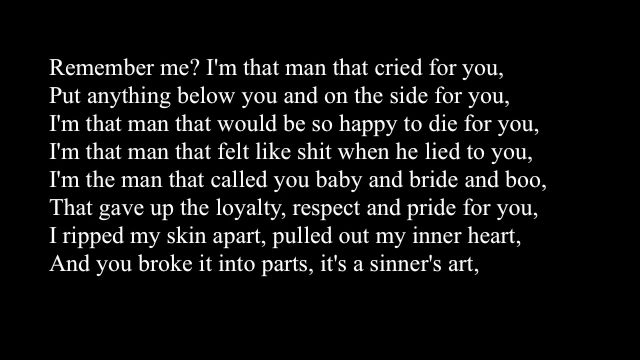 Remember me? I'm that man that cried for you,
Put anything below you and on the side for you,
I'm that man that would be so happy to die for you,
I'm that man that felt like shit when he lied to you,
I'm the man that called you baby and bride and boo,
That gave up the loyalty, respect and pride for you,
I ripped my skin apart, pulled out my inner heart,
And you broke it into parts, it's a sinner's art,